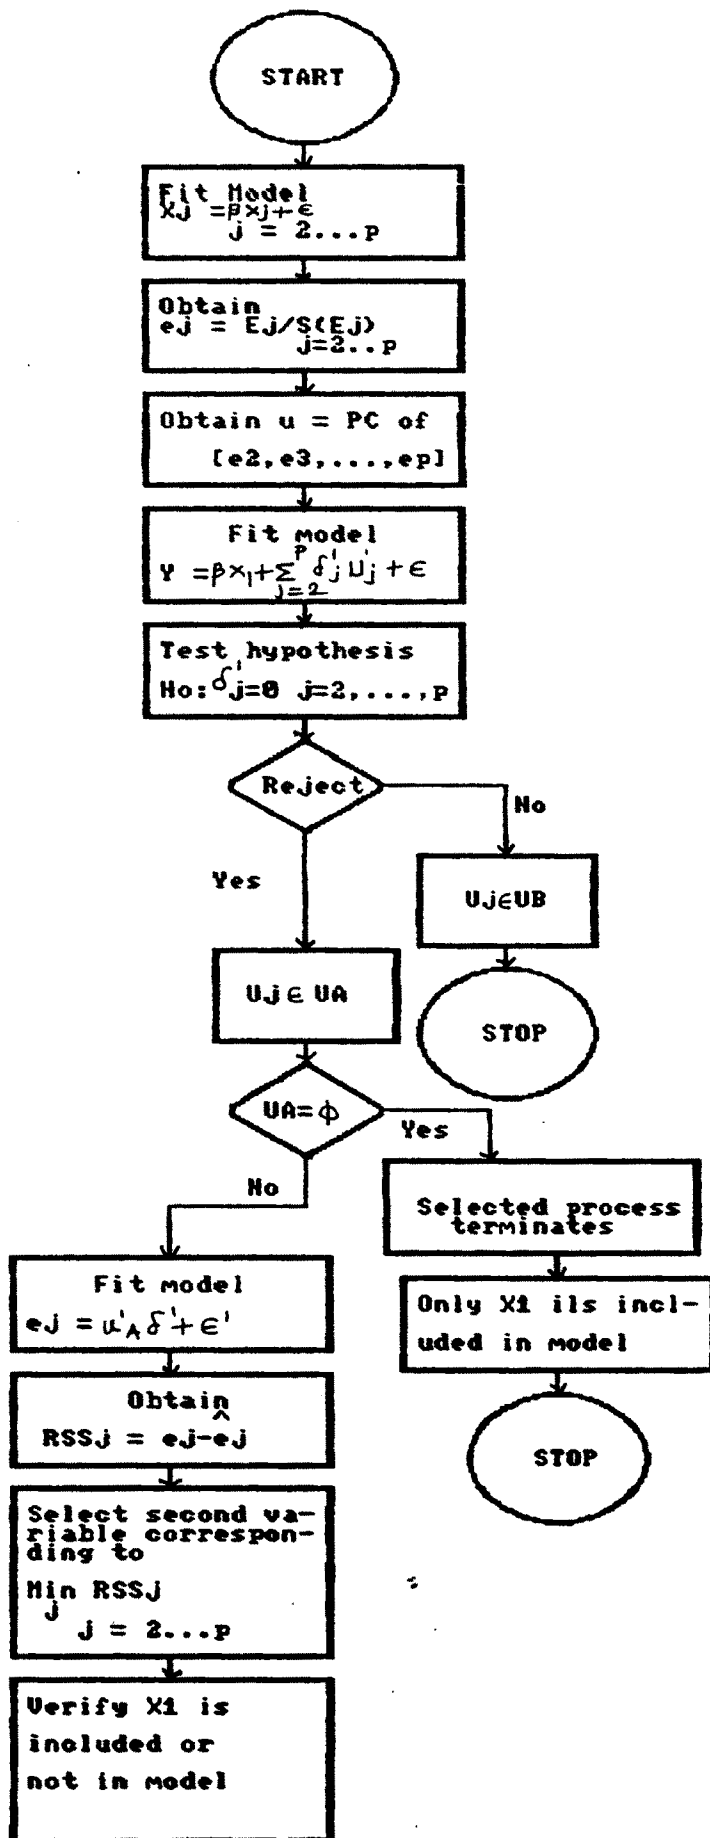 START
Fit Model
xj =βxj+ϵ
j = 2...p
Obtain
ej = Ej/S(Ej)
j=2..p
Obtain u = PC of
[e2,e3,...,ep]
Fit model
Y =βx₁+∑ᵖⱼ₌₂ δ'j U'j + ϵ
Test hypothesis
Ho: δ'j=0 j=2,...,p
Reject
No
Yes
UjϵUB
Ujϵ UA
STOP
UA=ϕ
Yes
No
Selected process
terminates
Fit model
ej = u'A δ' + ϵ'
Only X1 ils incl-
uded in model
Obtain
RSSj = ej-êj
STOP
Select second va-
riable correspon-
ding to
Min RSSj
j
j = 2...p
Verify X1 is
included or
not in model